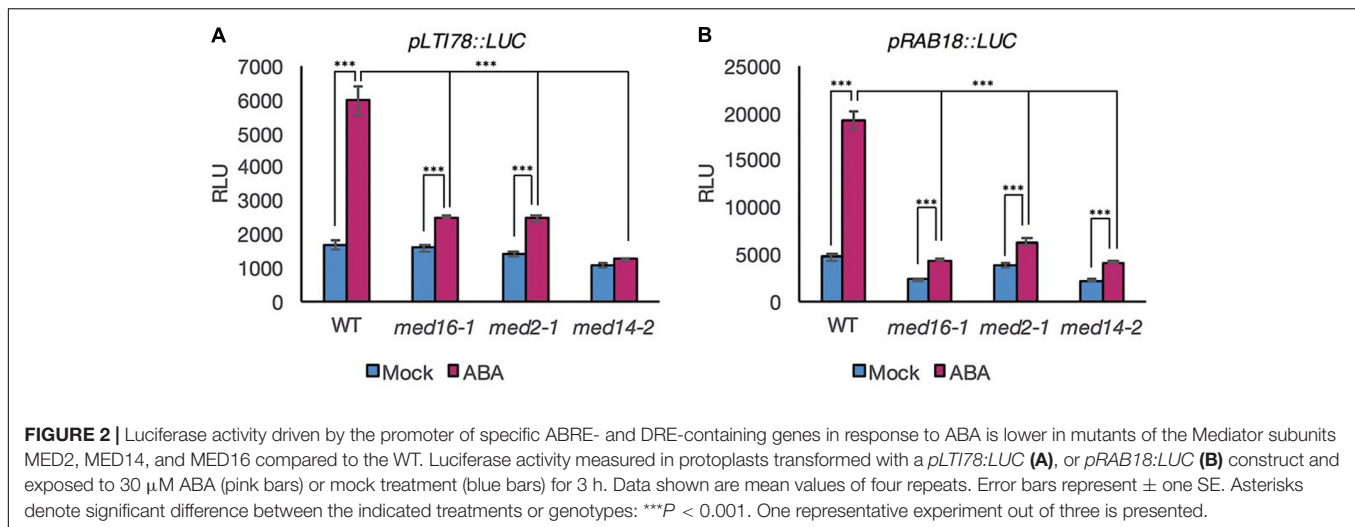 A
pLTI78::LUC
7000
6000
5000
4000
3000
2000
1000
0
RLU
***
***
***
***
WT
med16-1
med2-1
med14-2
Mock
ABA
B
pRAB18::LUC
25000
20000
15000
10000
5000
0
RLU
***
***
***
***
***
WT
med16-1
med2-1
med14-2
Mock
ABA
FIGURE 2 | Luciferase activity driven by the promoter of specific ABRE- and DRE-containing genes in response to ABA is lower in mutants of the Mediator subunits
MED2, MED14, and MED16 compared to the WT. Luciferase activity measured in protoplasts transformed with a pLTI78:LUC (A), or pRAB18:LUC (B) construct and
exposed to 30 μM ABA (pink bars) or mock treatment (blue bars) for 3 h. Data shown are mean values of four repeats. Error bars represent ± one SE. Asterisks
denote significant difference between the indicated treatments or genotypes: ***P < 0.001. One representative experiment out of three is presented.